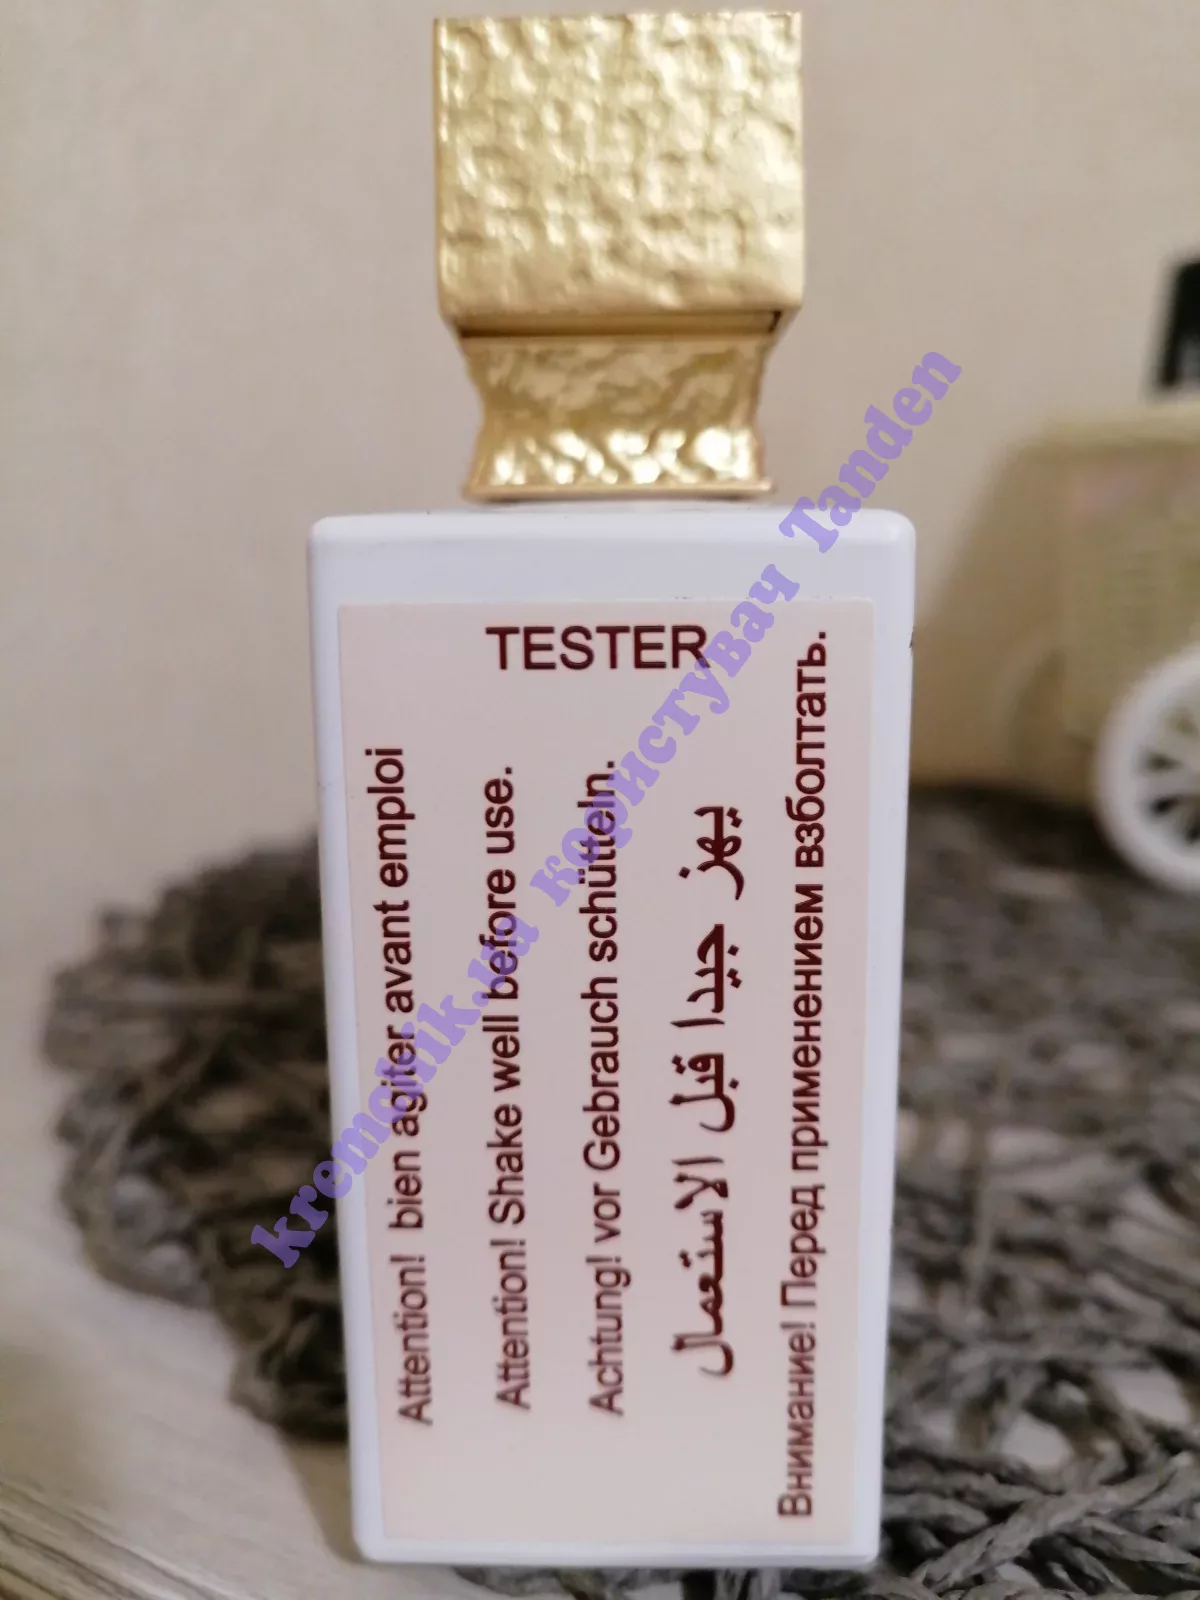 TESTER
Attention! bien agiter avant emploi
Attention! Shake well before use.
Achtung! vor Gebrauch schütteln.
يهز جيدا قبل الاستعمال
Внимание! Перед применением взболтать.
kremchik.ua користувач Tanden